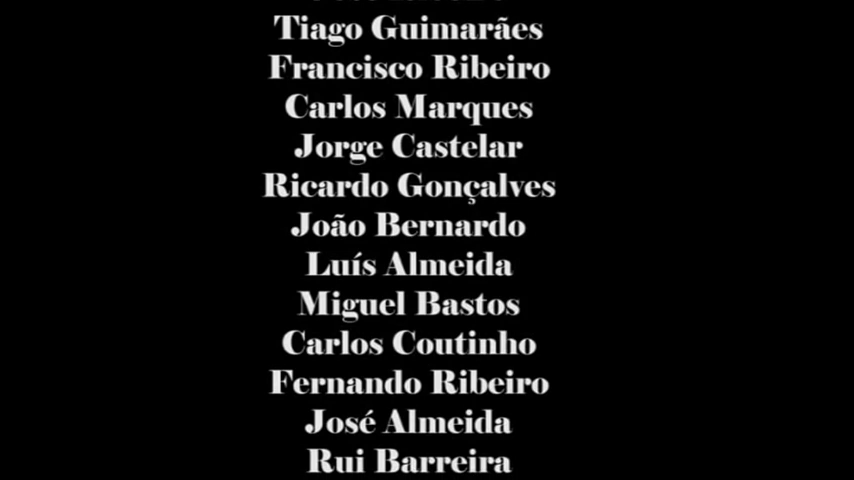 Tiago Guimarães
Francisco Ribeiro
Carlos Marques
Jorge Castelar
Ricardo Gonçalves
João Bernardo
Luís Almeida
Miguel Bastos
Carlos Coutinho
Fernando Ribeiro
José Almeida
Rui Barreira